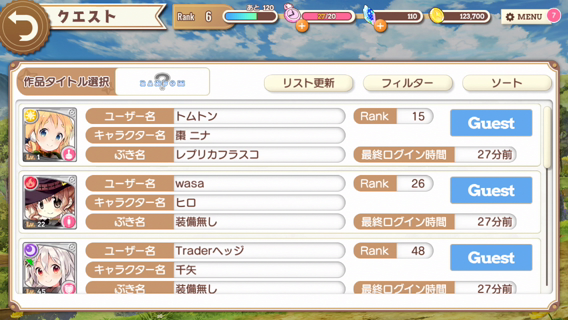 クエスト
Rank 6
あと 120
27/20
110
123,700
MENU
?
作品タイトル選択
RANDOM
リスト更新
フィルター
ソート
ユーザー名 トムトン
Rank 15
Guest
キャラクター名 棗 ニナ
ぶき名 レプリカフラスコ
最終ログイン時間 27分前
Lv. 1
ユーザー名 wasa
Rank 26
Guest
キャラクター名 ヒロ
ぶき名 装備無し
最終ログイン時間 27分前
Lv. 22
ユーザー名 Traderヘッジ
Rank 48
Guest
キャラクター名 千矢
ぶき名 装備無し
最終ログイン時間 27分前
Lv. 45